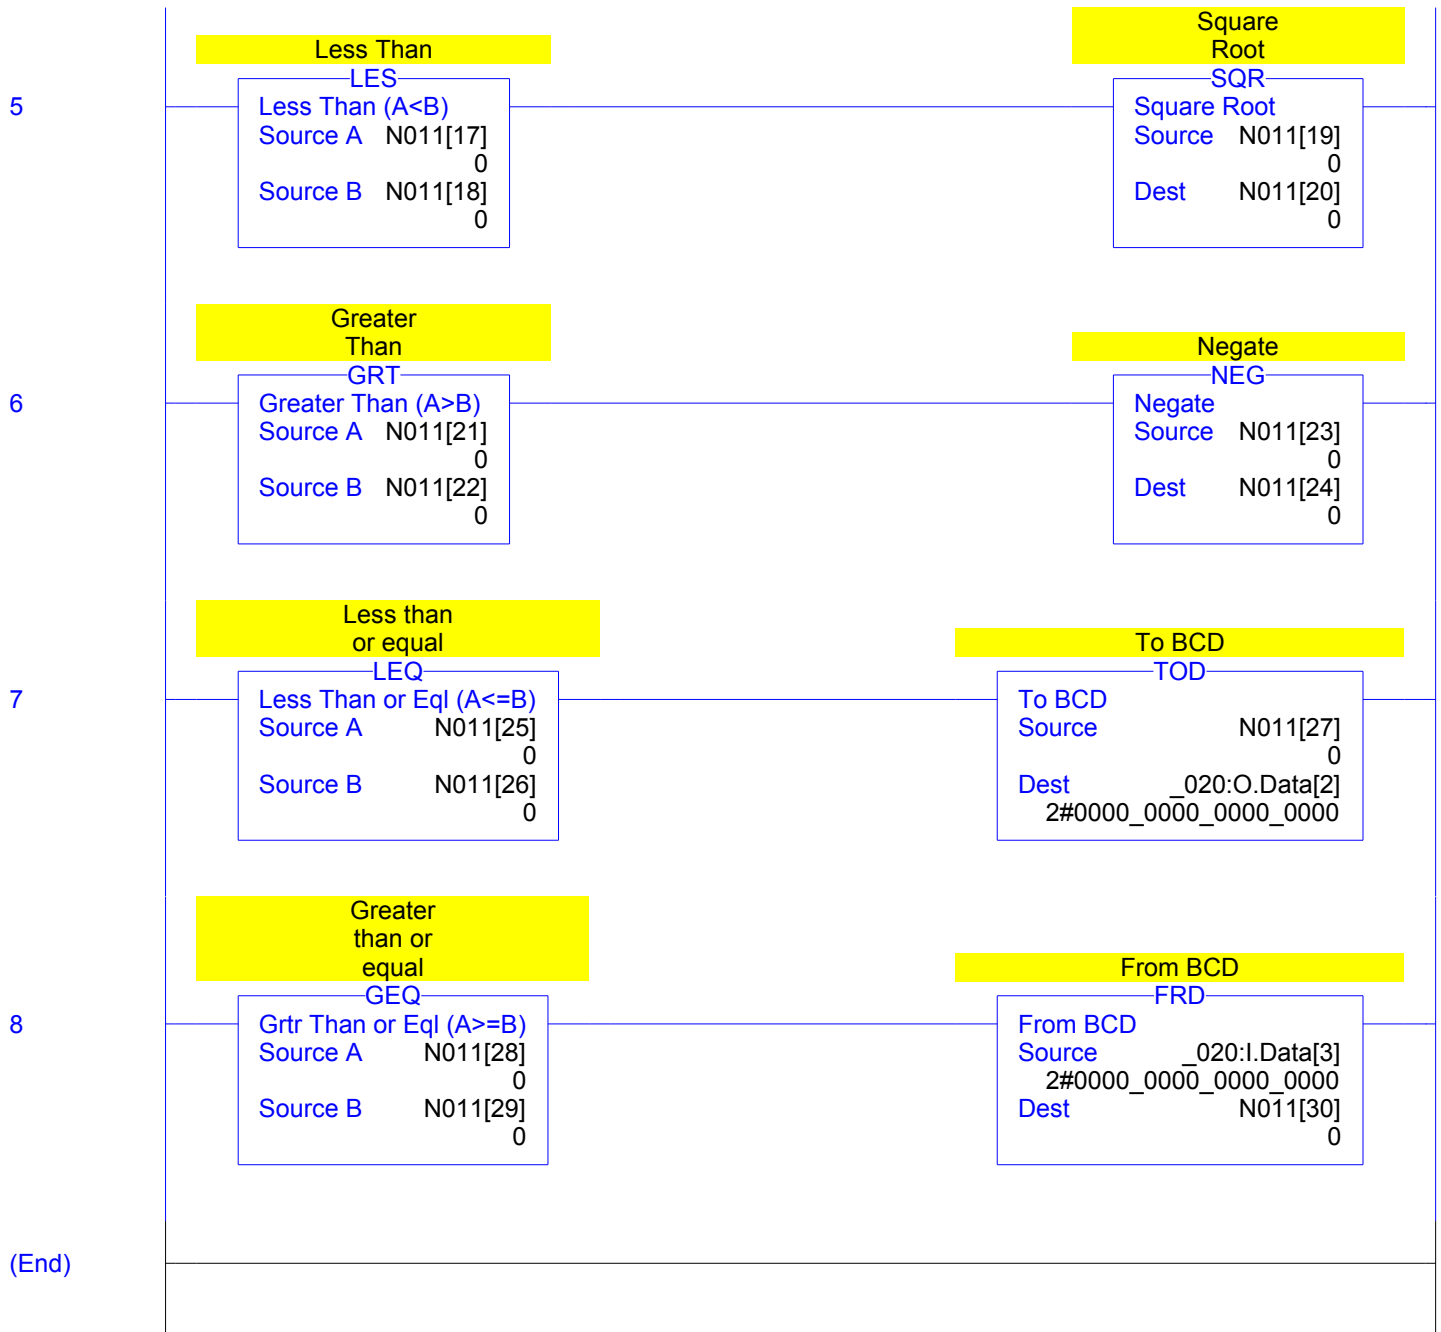 Less Than
Square
Root
LES
SQR
5
Less Than (A<B)
Source A N011[17]
0
Source B N011[18]
0
Square Root
Source N011[19]
0
Dest N011[20]
0
Greater
Than
Negate
GRT
NEG
6
Greater Than (A>B)
Source A N011[21]
0
Source B N011[22]
0
Negate
Source N011[23]
0
Dest N011[24]
0
Less than
or equal
To BCD
LEQ
TOD
7
Less Than or Eql (A<=B)
Source A N011[25]
0
Source B N011[26]
0
To BCD
Source N011[27]
0
Dest _020:O.Data[2]
2#0000_0000_0000_0000
Greater
than or
equal
From BCD
GEQ
FRD
8
Grtr Than or Eql (A>=B)
Source A N011[28]
0
Source B N011[29]
0
From BCD
Source _020:I.Data[3]
2#0000_0000_0000_0000
Dest N011[30]
0
(End)